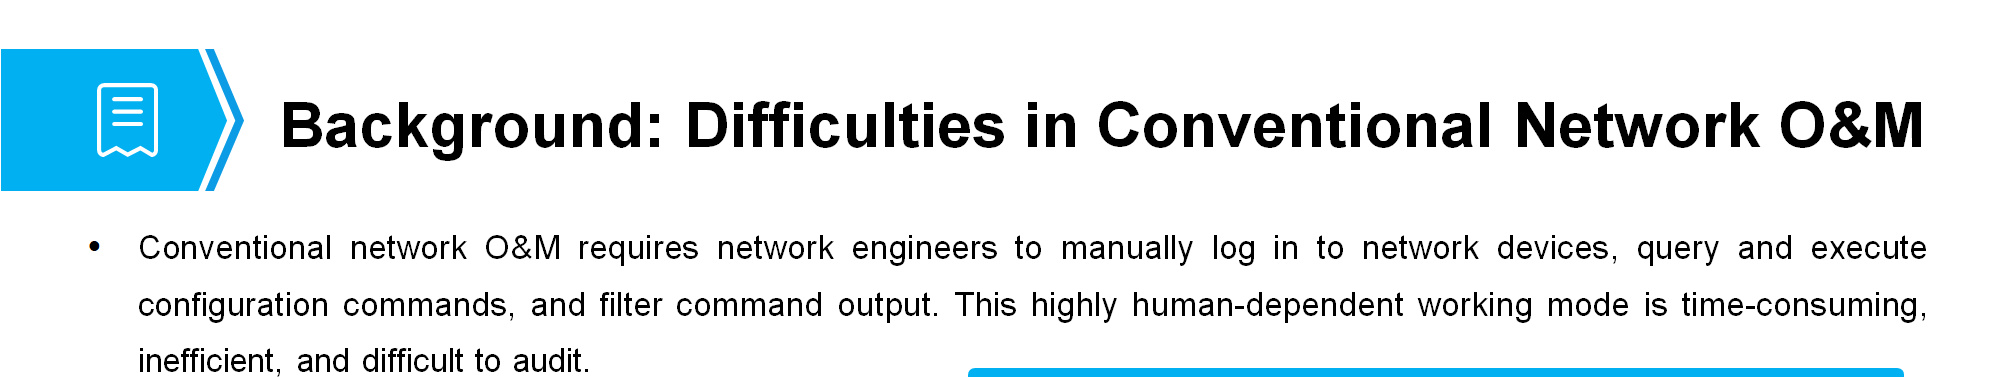 Background: Difficulties in Conventional Network O&M
• Conventional network O&M requires network engineers to manually log in to network devices, query and execute
configuration commands, and filter command output. This highly human-dependent working mode is time-consuming,
inefficient, and difficult to audit.